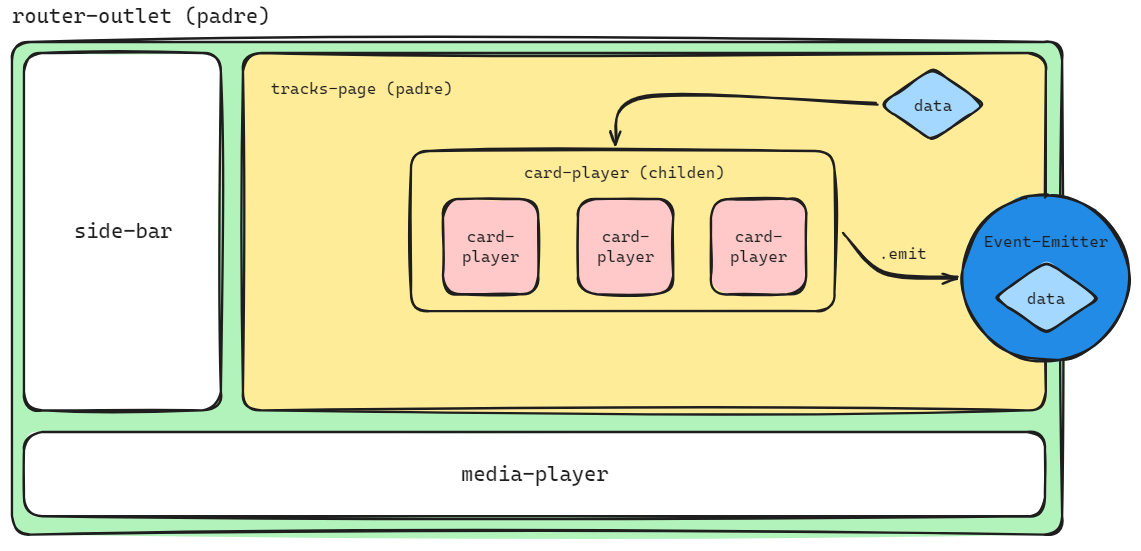 router-outlet (padre)
tracks-page (padre)
data
card-player (childen)
side-bar
card-
player
card-
player
card-
player
Event-Emitter
.emit
data
media-player